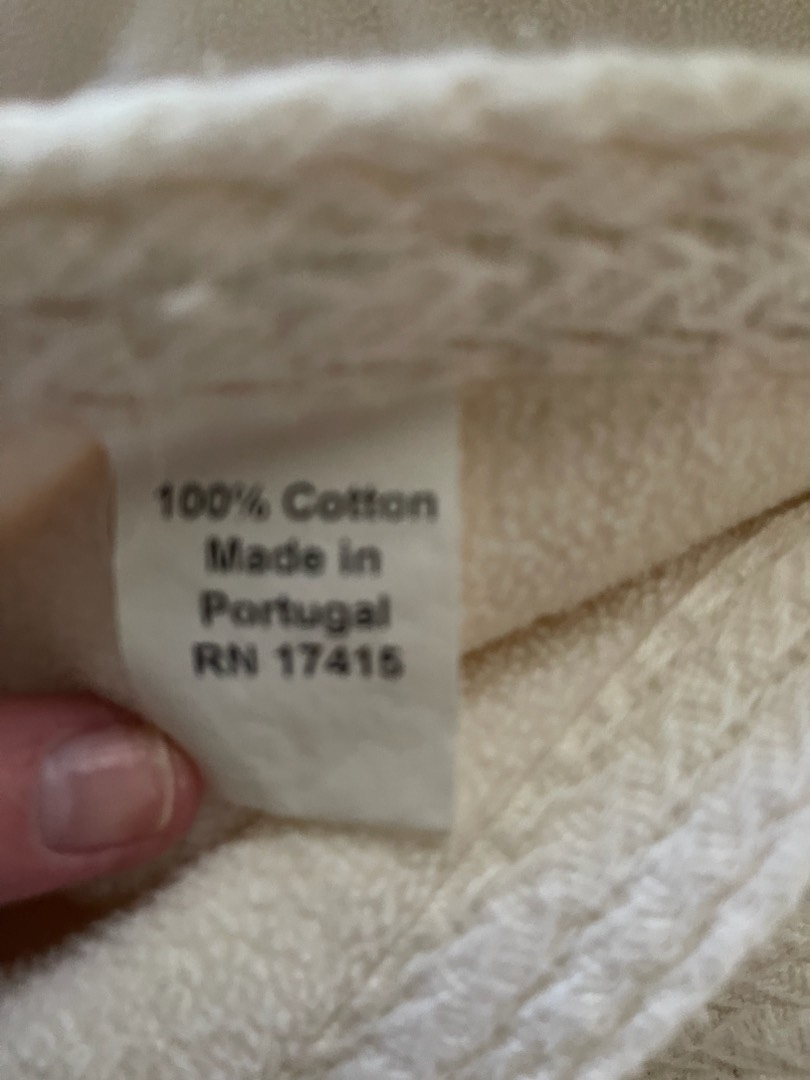 100% Cotton
Made in
Portugal
RN 17415